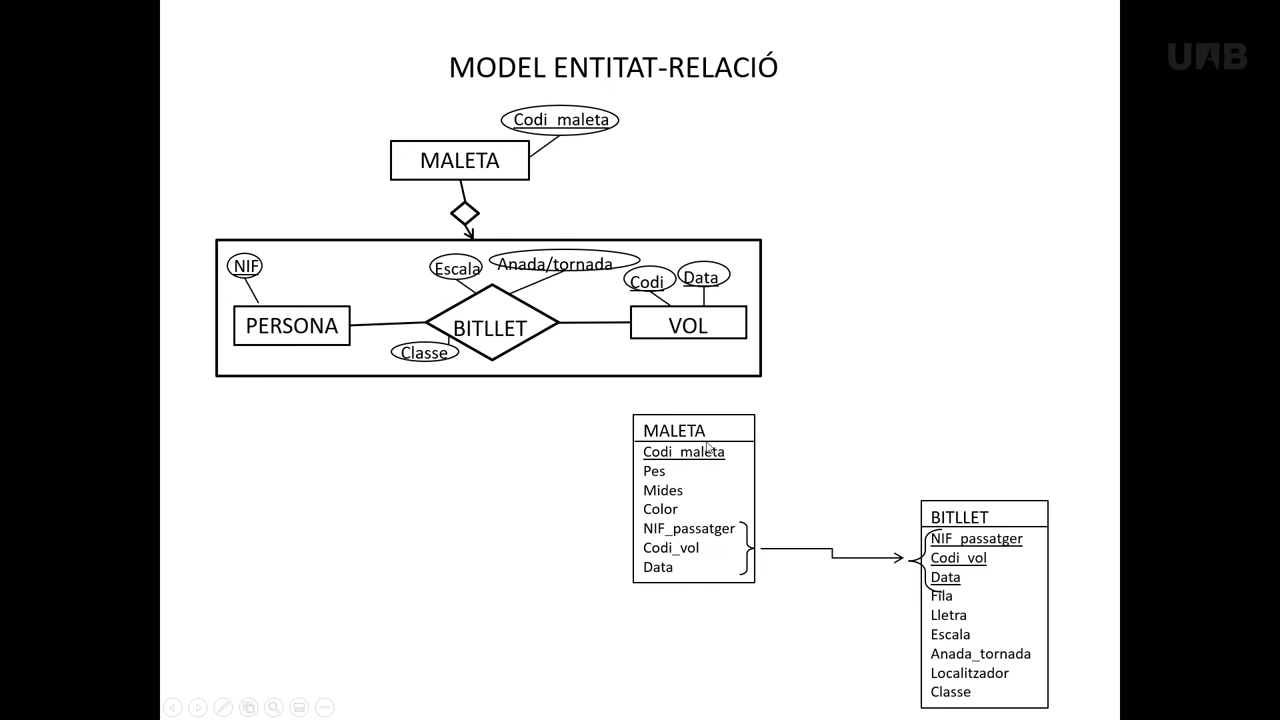 UAB
MODEL ENTITAT-RELACIÓ
Codi_maleta
MALETA
NIF
Escala
Anada/tornada
Codi
Data
PERSONA
BITLLET
VOL
Classe
MALETA
Codi_maleta
Pes
Mides
Color
NIF_passatger
Codi_vol
Data
BITLLET
NIF_passatger
Codi_vol
Data
Fila
Lletra
Escala
Anada_tornada
Localitzador
Classe